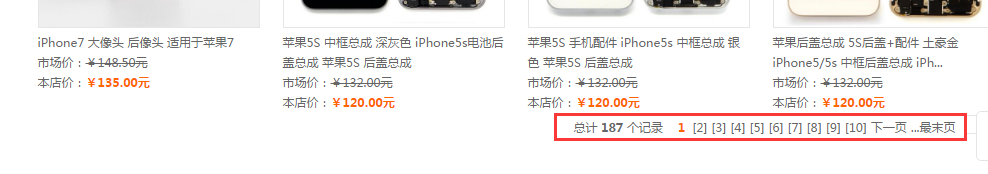 iPhone7 大像头 后像头 适用于苹果7
市场价：￥148.50元
本店价：￥135.00元
苹果5S 中框总成 深灰色 iPhone5s电池后
盖总成 苹果5S 后盖总成
市场价：￥132.00元
本店价：￥120.00元
苹果5S 手机配件 iPhone5s 中框总成 银
色 苹果5S 后盖总成
市场价：￥132.00元
本店价：￥120.00元
苹果后盖总成 5S后盖+配件 土豪金
iPhone5/5s 中框后盖总成 iPh...
市场价：￥132.00元
本店价：￥120.00元
总计 187 个记录 1 [2] [3] [4] [5] [6] [7] [8] [9] [10] 下一页 ...最末页